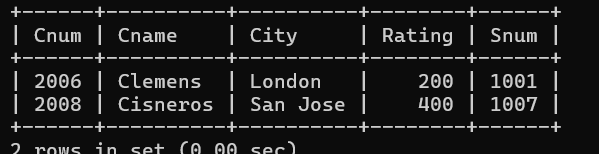 +------+----------+----------+--------+------+
| Cnum | Cname    | City     | Rating | Snum |
+------+----------+----------+--------+------+
| 2006 | Clemens  | London   |    200 | 1001 |
| 2008 | Cisneros | San Jose |    400 | 1007 |
+------+----------+----------+--------+------+
2 rows in set (0.00 sec)